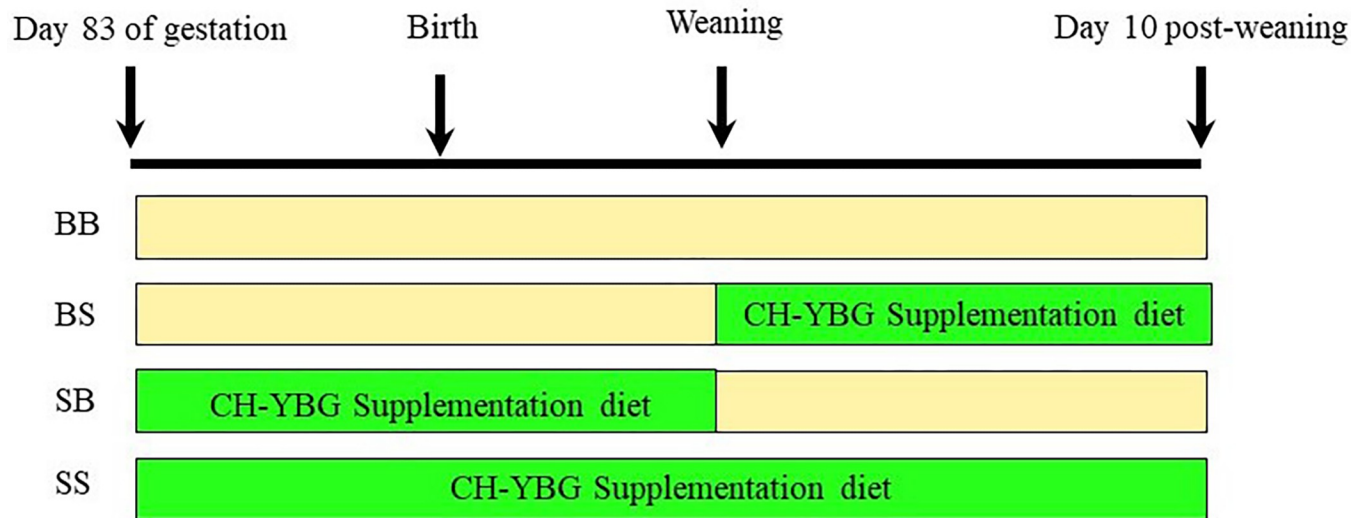 Day 83 of gestation Birth Weaning Day 10 post-weaning
BB
BS CH-YBG Supplementation diet
SB CH-YBG Supplementation diet
SS CH-YBG Supplementation diet